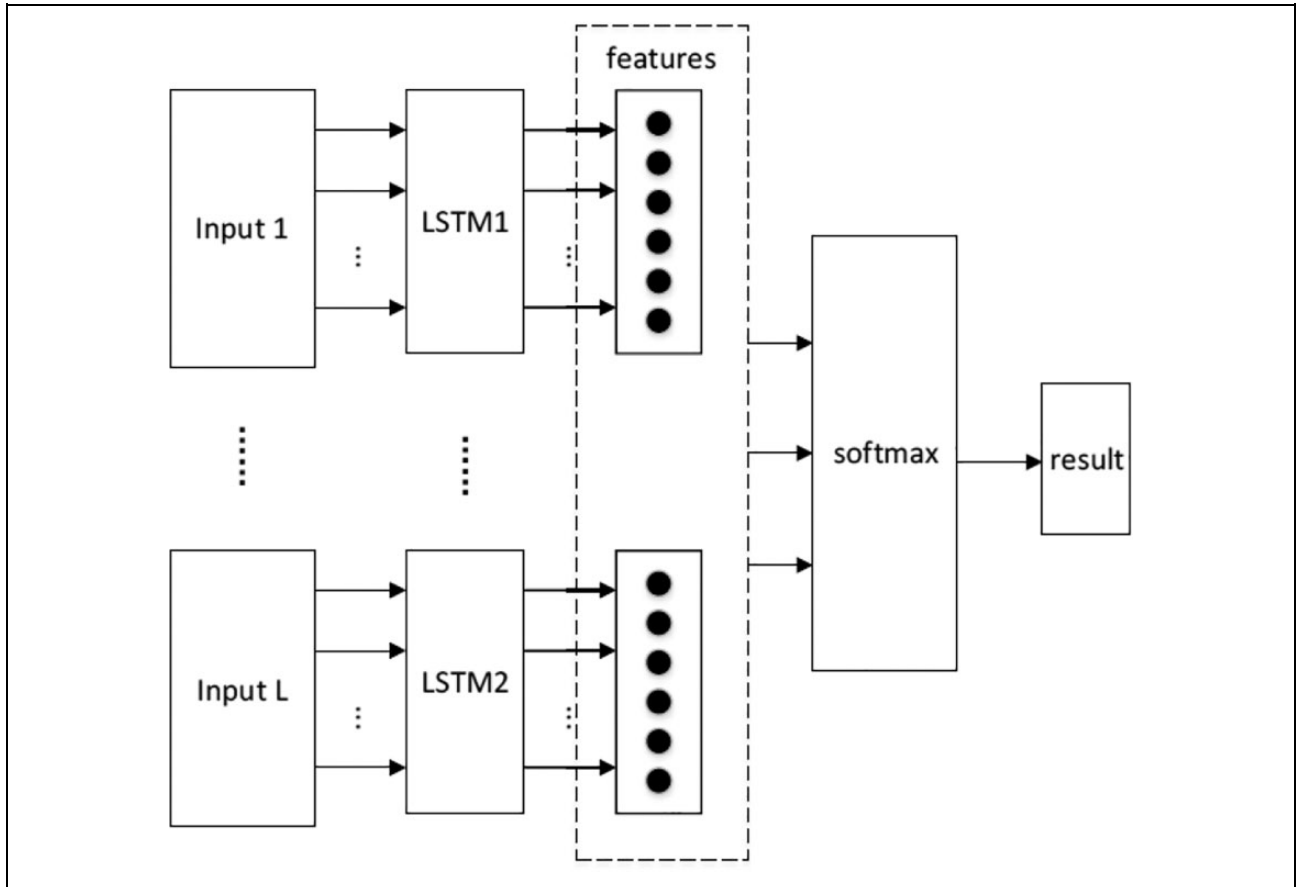 features
Input 1
LSTM1
...
...
......
......
softmax
result
Input L
LSTM2
...
...